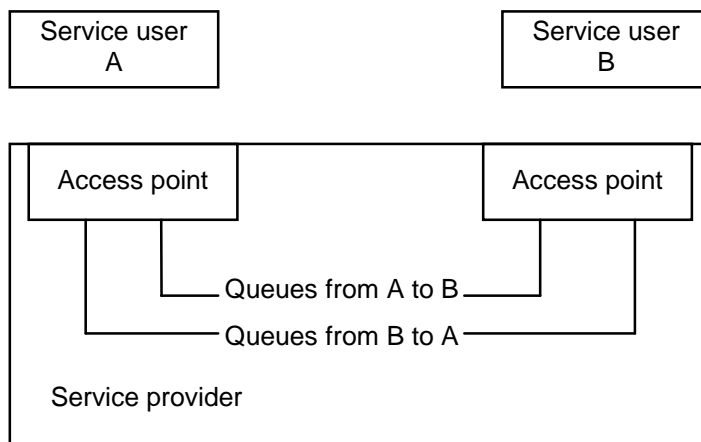 Service user
A
Service user
B
Access point
Access point
Queues from A to B
Queues from B to A
Service provider